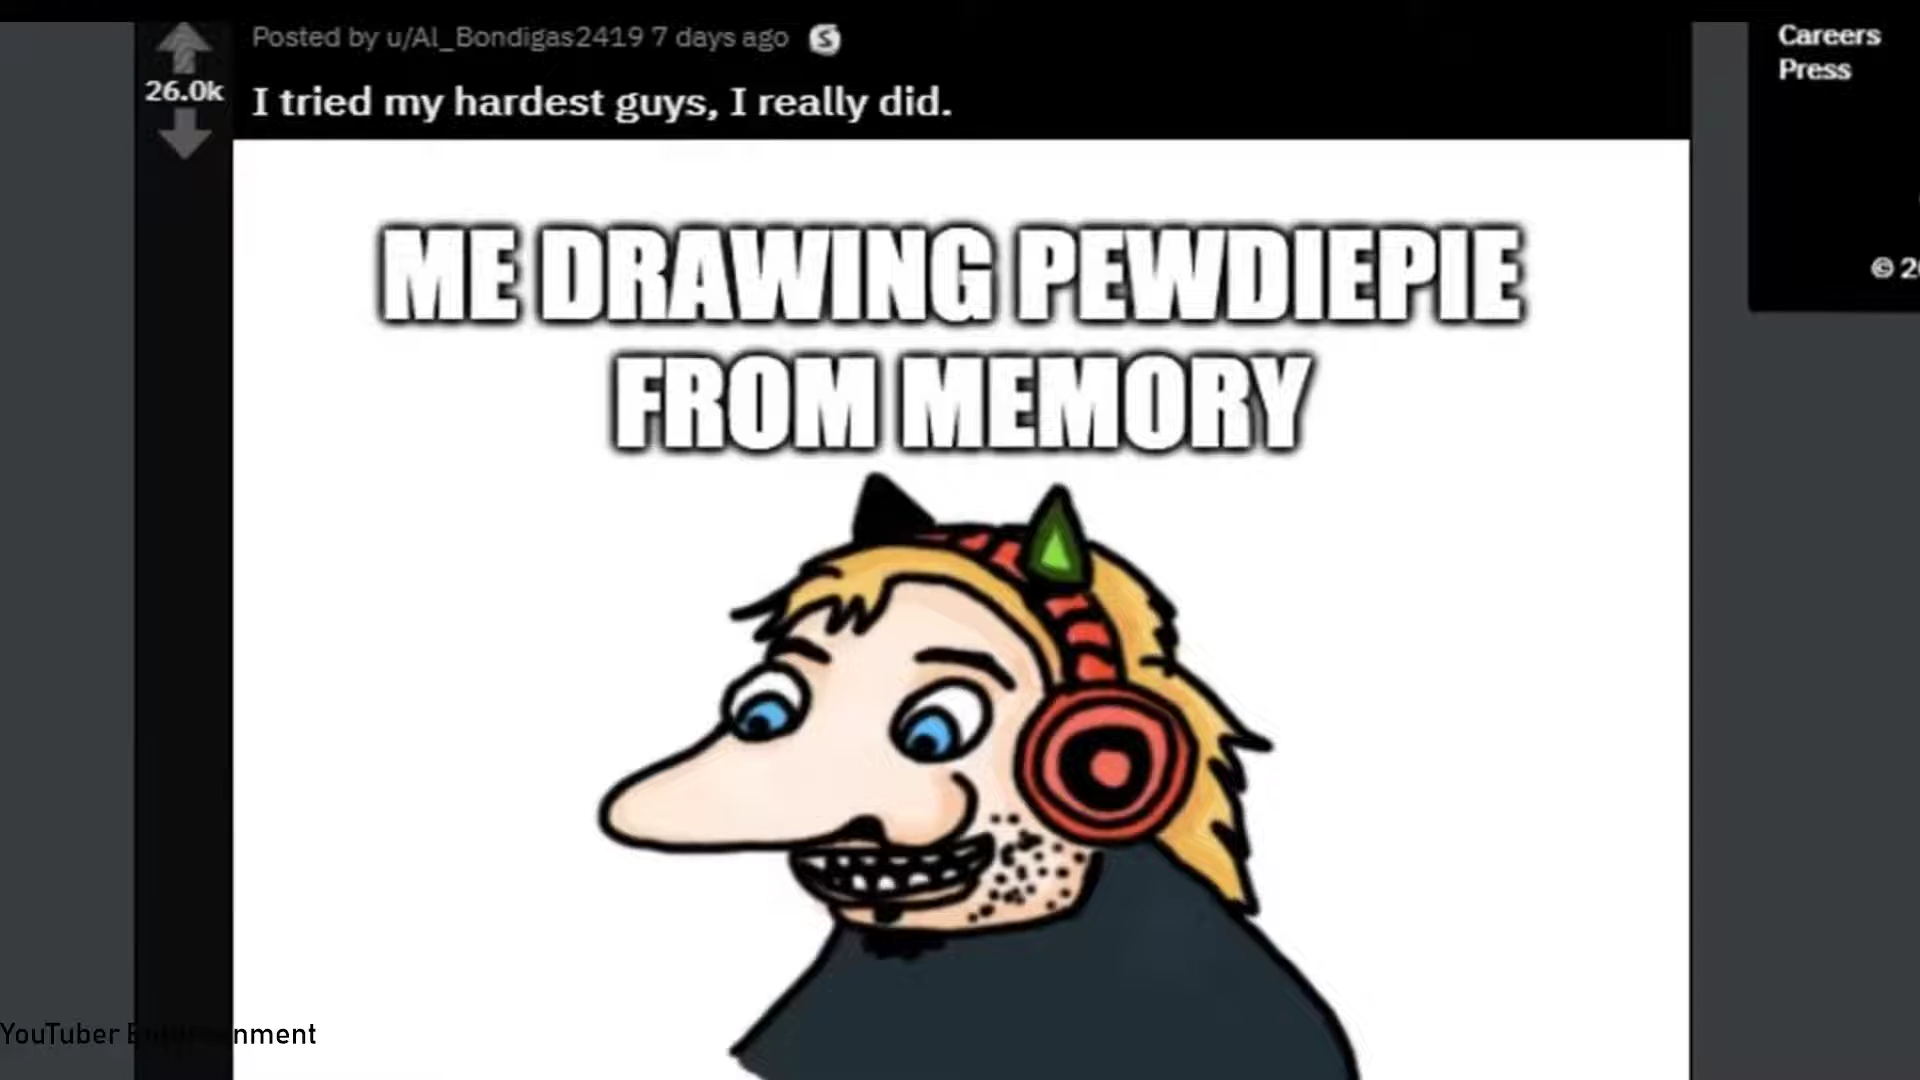 Posted by u/Al_Bondigas2419 7 days ago
26.0k
I tried my hardest guys, I really did.
Careers
Press
ME DRAWING PEWDIEPIE
FROM MEMORY
YouTuber